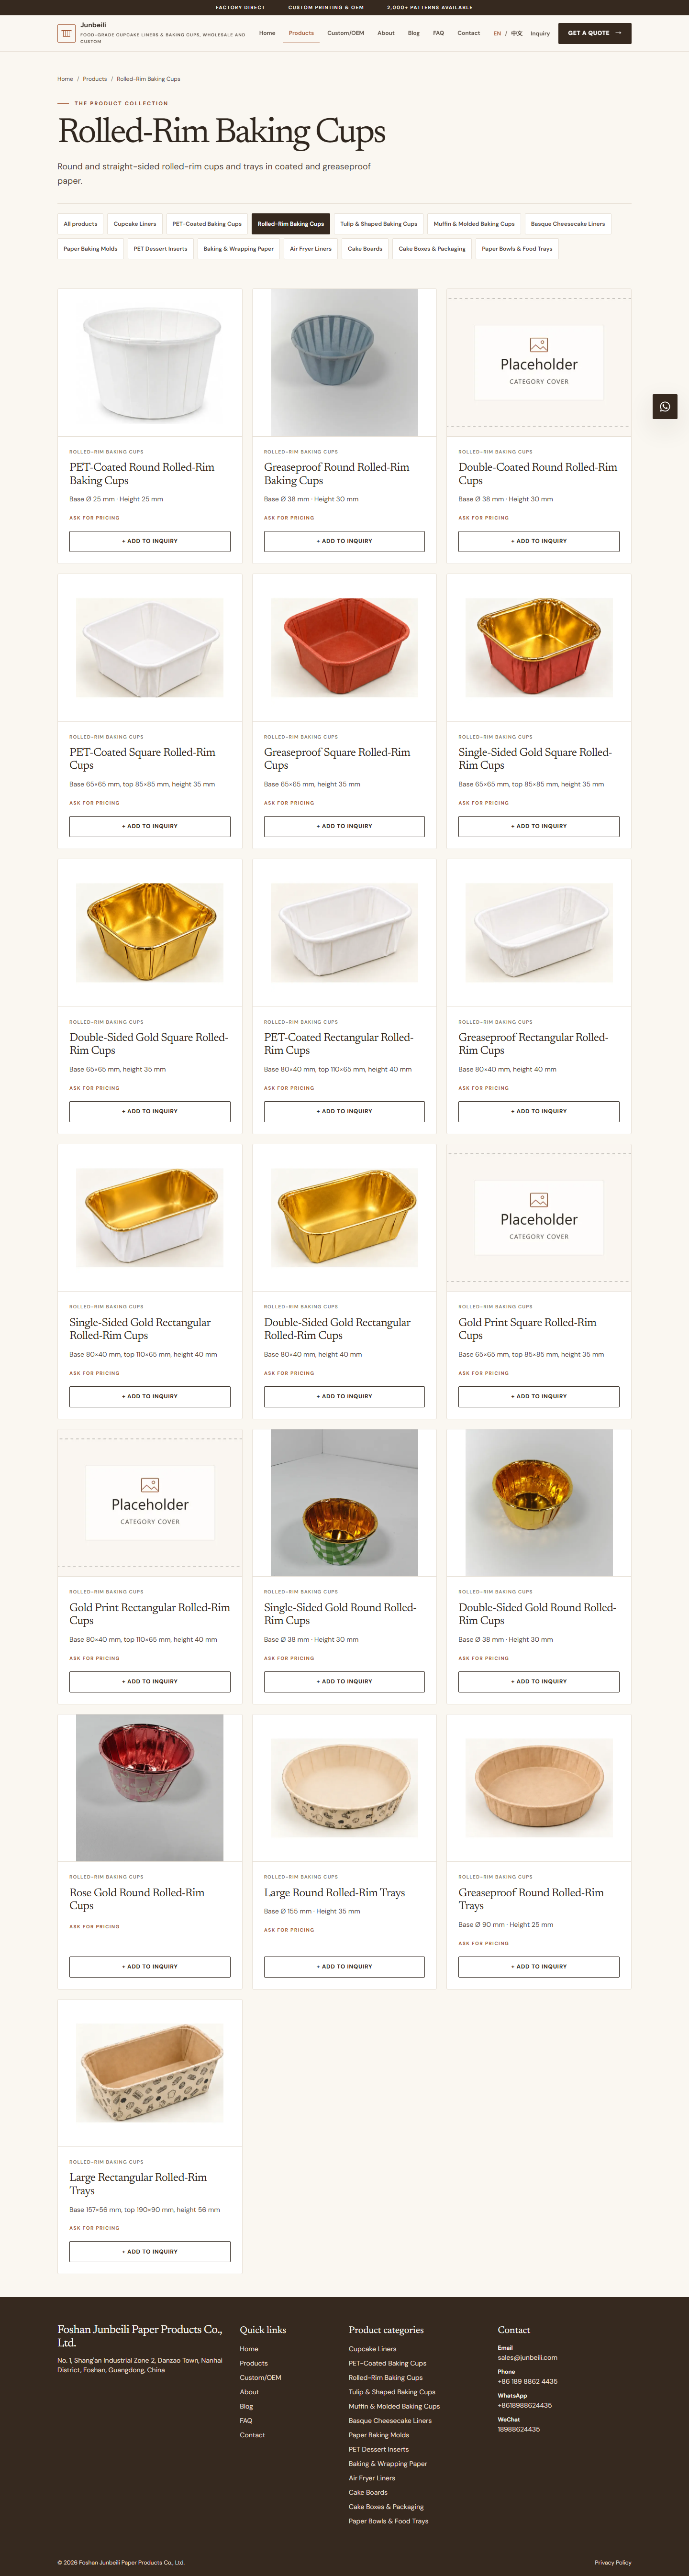 FACTORY DIRECT
CUSTOM PRINTING & OEM
2,000+ PATTERNS AVAILABLE
Junbeili
FOOD-GRADE CUPCAKE LINERS & BAKING CUPS, WHOLESALE AND
CUSTOM
Home
Products
Custom/OEM
About
Blog
FAQ
Contact
EN / 中文
Inquiry
GET A QUOTE →
Home / Products / Rolled-Rim Baking Cups
THE PRODUCT COLLECTION
Rolled-Rim Baking Cups
Round and straight-sided rolled-rim cups and trays in coated and greaseproof
paper.
All products
Cupcake Liners
PET-Coated Baking Cups
Rolled-Rim Baking Cups
Tulip & Shaped Baking Cups
Muffin & Molded Baking Cups
Basque Cheesecake Liners
Paper Baking Molds
PET Dessert Inserts
Baking & Wrapping Paper
Air Fryer Liners
Cake Boards
Cake Boxes & Packaging
Paper Bowls & Food Trays
ROLLED-RIM BAKING CUPS
PET-Coated Round Rolled-Rim
Baking Cups
Base Ø 25 mm · Height 25 mm
ASK FOR PRICING
+ ADD TO INQUIRY
ROLLED-RIM BAKING CUPS
Greaseproof Round Rolled-Rim
Baking Cups
Base Ø 38 mm · Height 30 mm
ASK FOR PRICING
+ ADD TO INQUIRY
Placeholder
CATEGORY COVER
ROLLED-RIM BAKING CUPS
Double-Coated Round Rolled-Rim
Cups
Base Ø 38 mm · Height 30 mm
ASK FOR PRICING
+ ADD TO INQUIRY
ROLLED-RIM BAKING CUPS
PET-Coated Square Rolled-Rim
Cups
Base 65×65 mm, top 85×85 mm, height 35 mm
ASK FOR PRICING
+ ADD TO INQUIRY
ROLLED-RIM BAKING CUPS
Greaseproof Square Rolled-Rim
Cups
Base 65×65 mm, height 35 mm
ASK FOR PRICING
+ ADD TO INQUIRY
ROLLED-RIM BAKING CUPS
Single-Sided Gold Square Rolled-
Rim Cups
Base 65×65 mm, top 85×85 mm, height 35 mm
ASK FOR PRICING
+ ADD TO INQUIRY
ROLLED-RIM BAKING CUPS
Double-Sided Gold Square Rolled-
Rim Cups
Base 65×65 mm, height 35 mm
ASK FOR PRICING
+ ADD TO INQUIRY
ROLLED-RIM BAKING CUPS
PET-Coated Rectangular Rolled-
Rim Cups
Base 80×40 mm, top 110×65 mm, height 40 mm
ASK FOR PRICING
+ ADD TO INQUIRY
ROLLED-RIM BAKING CUPS
Greaseproof Rectangular Rolled-
Rim Cups
Base 80×40 mm, height 40 mm
ASK FOR PRICING
+ ADD TO INQUIRY
ROLLED-RIM BAKING CUPS
Single-Sided Gold Rectangular
Rolled-Rim Cups
Base 80×40 mm, top 110×65 mm, height 40 mm
ASK FOR PRICING
+ ADD TO INQUIRY
ROLLED-RIM BAKING CUPS
Double-Sided Gold Rectangular
Rolled-Rim Cups
Base 80×40 mm, height 40 mm
ASK FOR PRICING
+ ADD TO INQUIRY
Placeholder
CATEGORY COVER
ROLLED-RIM BAKING CUPS
Gold Print Square Rolled-Rim
Cups
Base 65×65 mm, top 85×85 mm, height 35 mm
ASK FOR PRICING
+ ADD TO INQUIRY
Placeholder
CATEGORY COVER
ROLLED-RIM BAKING CUPS
Gold Print Rectangular Rolled-Rim
Cups
Base 80×40 mm, top 110×65 mm, height 40 mm
ASK FOR PRICING
+ ADD TO INQUIRY
ROLLED-RIM BAKING CUPS
Single-Sided Gold Round Rolled-
Rim Cups
Base Ø 38 mm · Height 30 mm
ASK FOR PRICING
+ ADD TO INQUIRY
ROLLED-RIM BAKING CUPS
Double-Sided Gold Round Rolled-
Rim Cups
Base Ø 38 mm · Height 30 mm
ASK FOR PRICING
+ ADD TO INQUIRY
ROLLED-RIM BAKING CUPS
Rose Gold Round Rolled-Rim
Cups
ASK FOR PRICING
+ ADD TO INQUIRY
ROLLED-RIM BAKING CUPS
Large Round Rolled-Rim Trays
Base Ø 155 mm · Height 35 mm
ASK FOR PRICING
+ ADD TO INQUIRY
ROLLED-RIM BAKING CUPS
Greaseproof Round Rolled-Rim
Trays
Base Ø 90 mm · Height 25 mm
ASK FOR PRICING
+ ADD TO INQUIRY
ROLLED-RIM BAKING CUPS
Large Rectangular Rolled-Rim
Trays
Base 157×56 mm, top 190×90 mm, height 56 mm
ASK FOR PRICING
+ ADD TO INQUIRY
Foshan Junbeili Paper Products Co.,
Ltd.
No. 1, Shang'an Industrial Zone 2, Danzao Town, Nanhai
District, Foshan, Guangdong, China
Quick links
Home
Products
Custom/OEM
About
Blog
FAQ
Contact
Product categories
Cupcake Liners
PET-Coated Baking Cups
Rolled-Rim Baking Cups
Tulip & Shaped Baking Cups
Muffin & Molded Baking Cups
Basque Cheesecake Liners
Paper Baking Molds
PET Dessert Inserts
Baking & Wrapping Paper
Air Fryer Liners
Cake Boards
Cake Boxes & Packaging
Paper Bowls & Food Trays
Contact
Email
sales@junbeili.com
Phone
+86 189 8862 4435
WhatsApp
+8618988624435
WeChat
18988624435
© 2026 Foshan Junbeili Paper Products Co., Ltd.
Privacy Policy